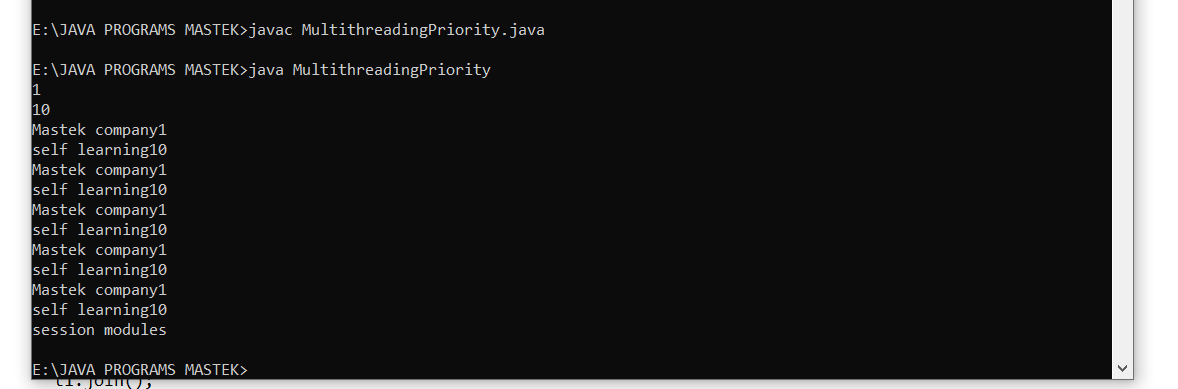 E:\JAVA PROGRAMS MASTEK>javac MultithreadingPriority.java
E:\JAVA PROGRAMS MASTEK>java MultithreadingPriority
1
10
Mastek company1
self learning10
Mastek company1
self learning10
Mastek company1
self learning10
Mastek company1
self learning10
Mastek company1
self learning10
session modules
E:\JAVA PROGRAMS MASTEK>
t1.join();